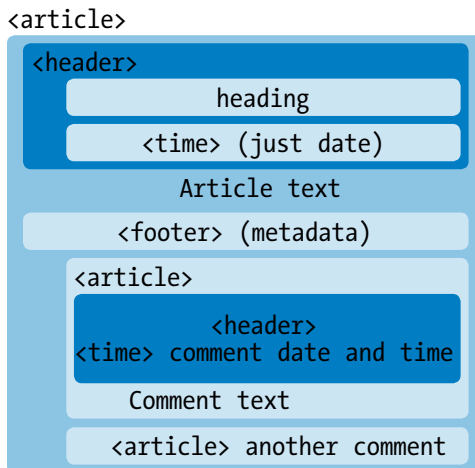 <article>
<header>
heading
<time> (just date)
Article text
<footer> (metadata)
<article>
<header>
<time> comment date and time
Comment text
<article> another comment